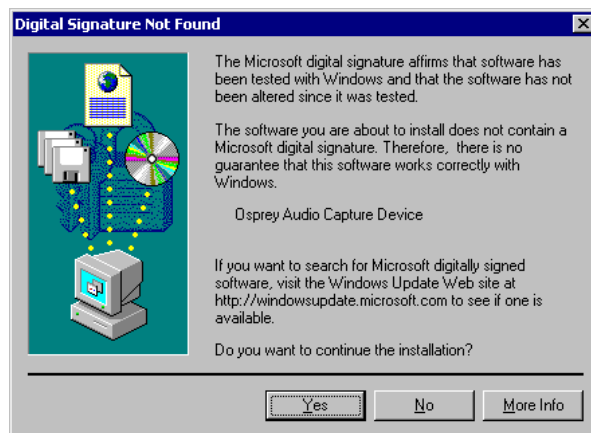 Digital Signature Not Found
The Microsoft digital signature affirms that software has
been tested with Windows and that the software has not
been altered since it was tested.
The software you are about to install does not contain a
Microsoft digital signature. Therefore, there is no
guarantee that this software works correctly with
Windows.
Osprey Audio Capture Device
If you want to search for Microsoft digitally signed
software, visit the Windows Update Web site at
http://windowsupdate.microsoft.com to see if one is
available.
Do you want to continue the installation?
Yes No More Info